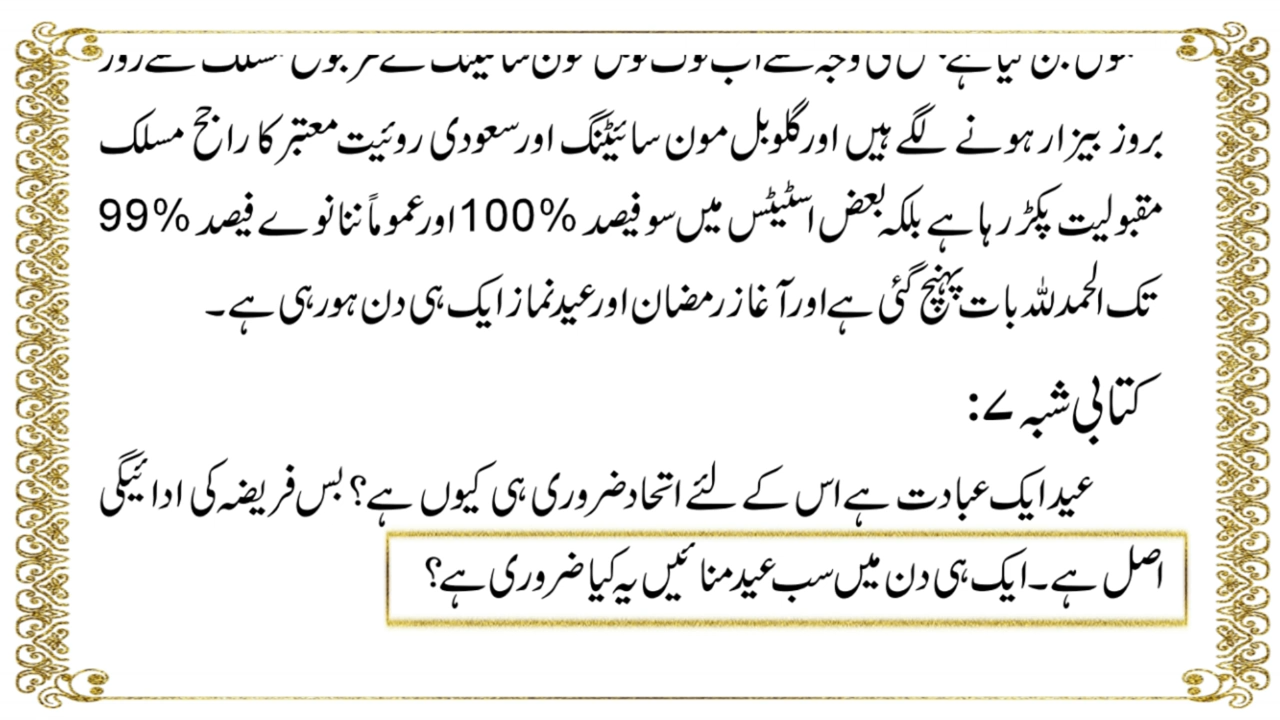 بروز بیزار ہونے لگے ہیں اور گلوبل مون سائیٹنگ اور سعودی روئیت معتبر کا راجح مسلک
مقبولیت پکڑ رہا ہے بلکہ بعض اسٹیٹس میں سو فیصد %100 اور عموماً ننانوے فیصد %99
تک الحمدللہ بات پہنچ گئی ہے اور آغاز رمضان اور عید نماز ایک ہی دن ہورہی ہے۔
کتابی شبہ ۷:
عید ایک عبادت ہے اس کے لئے اتحاد ضروری ہی کیوں ہے؟ بس فریضہ کی ادائیگی
اصل ہے۔ ایک ہی دن میں سب عید منائیں یہ کیا ضروری ہے؟